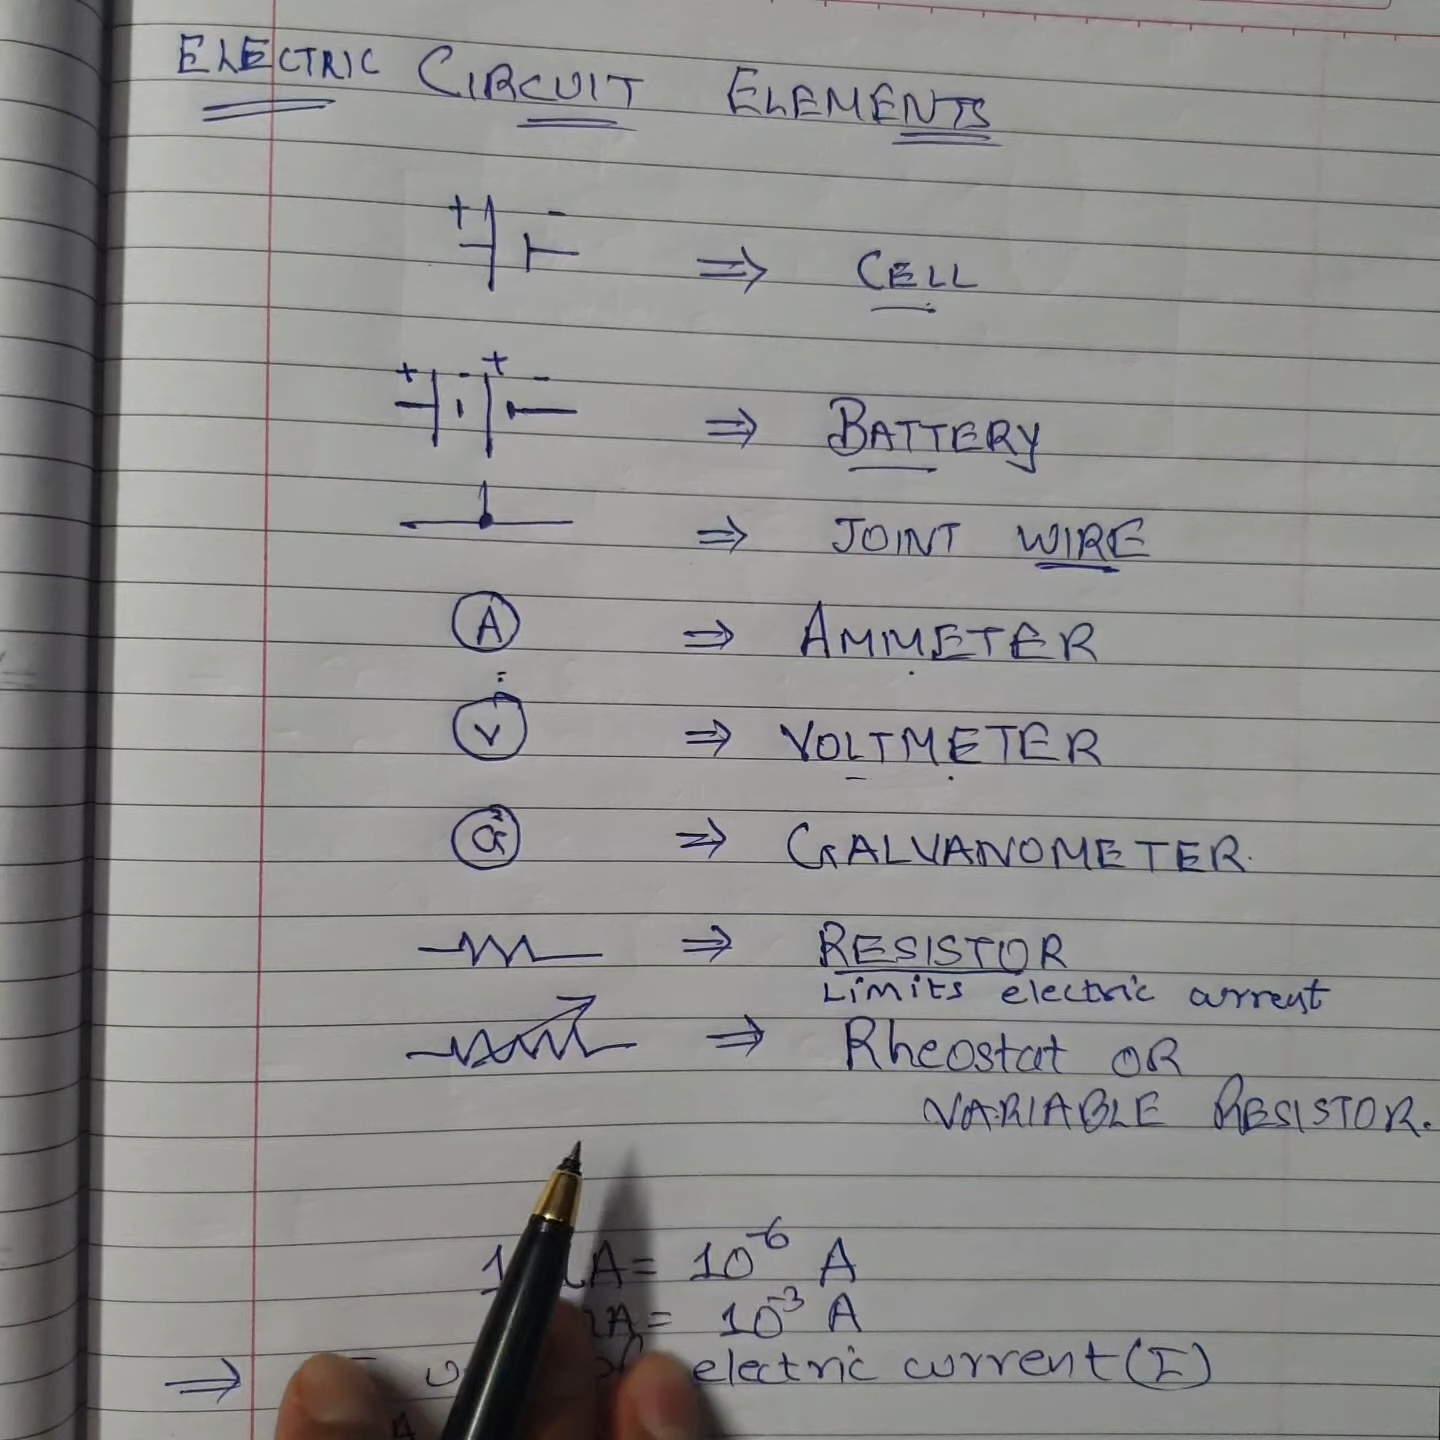 ELECTRIC CIRCUIT ELEMENTS
+ - ⇒ CELL
+ - + - ⇒ BATTERY
⇒ JOINT WIRE
A ⇒ AMMETER
V ⇒ VOLTMETER
G ⇒ GALVANOMETER.
⇒ RESISTOR
Limits electric current
⇒ Rheostat OR
VARIABLE RESISTOR.
1 A = 10⁻⁶ A
A = 10⁻³ A
⇒ electric current (I)
A